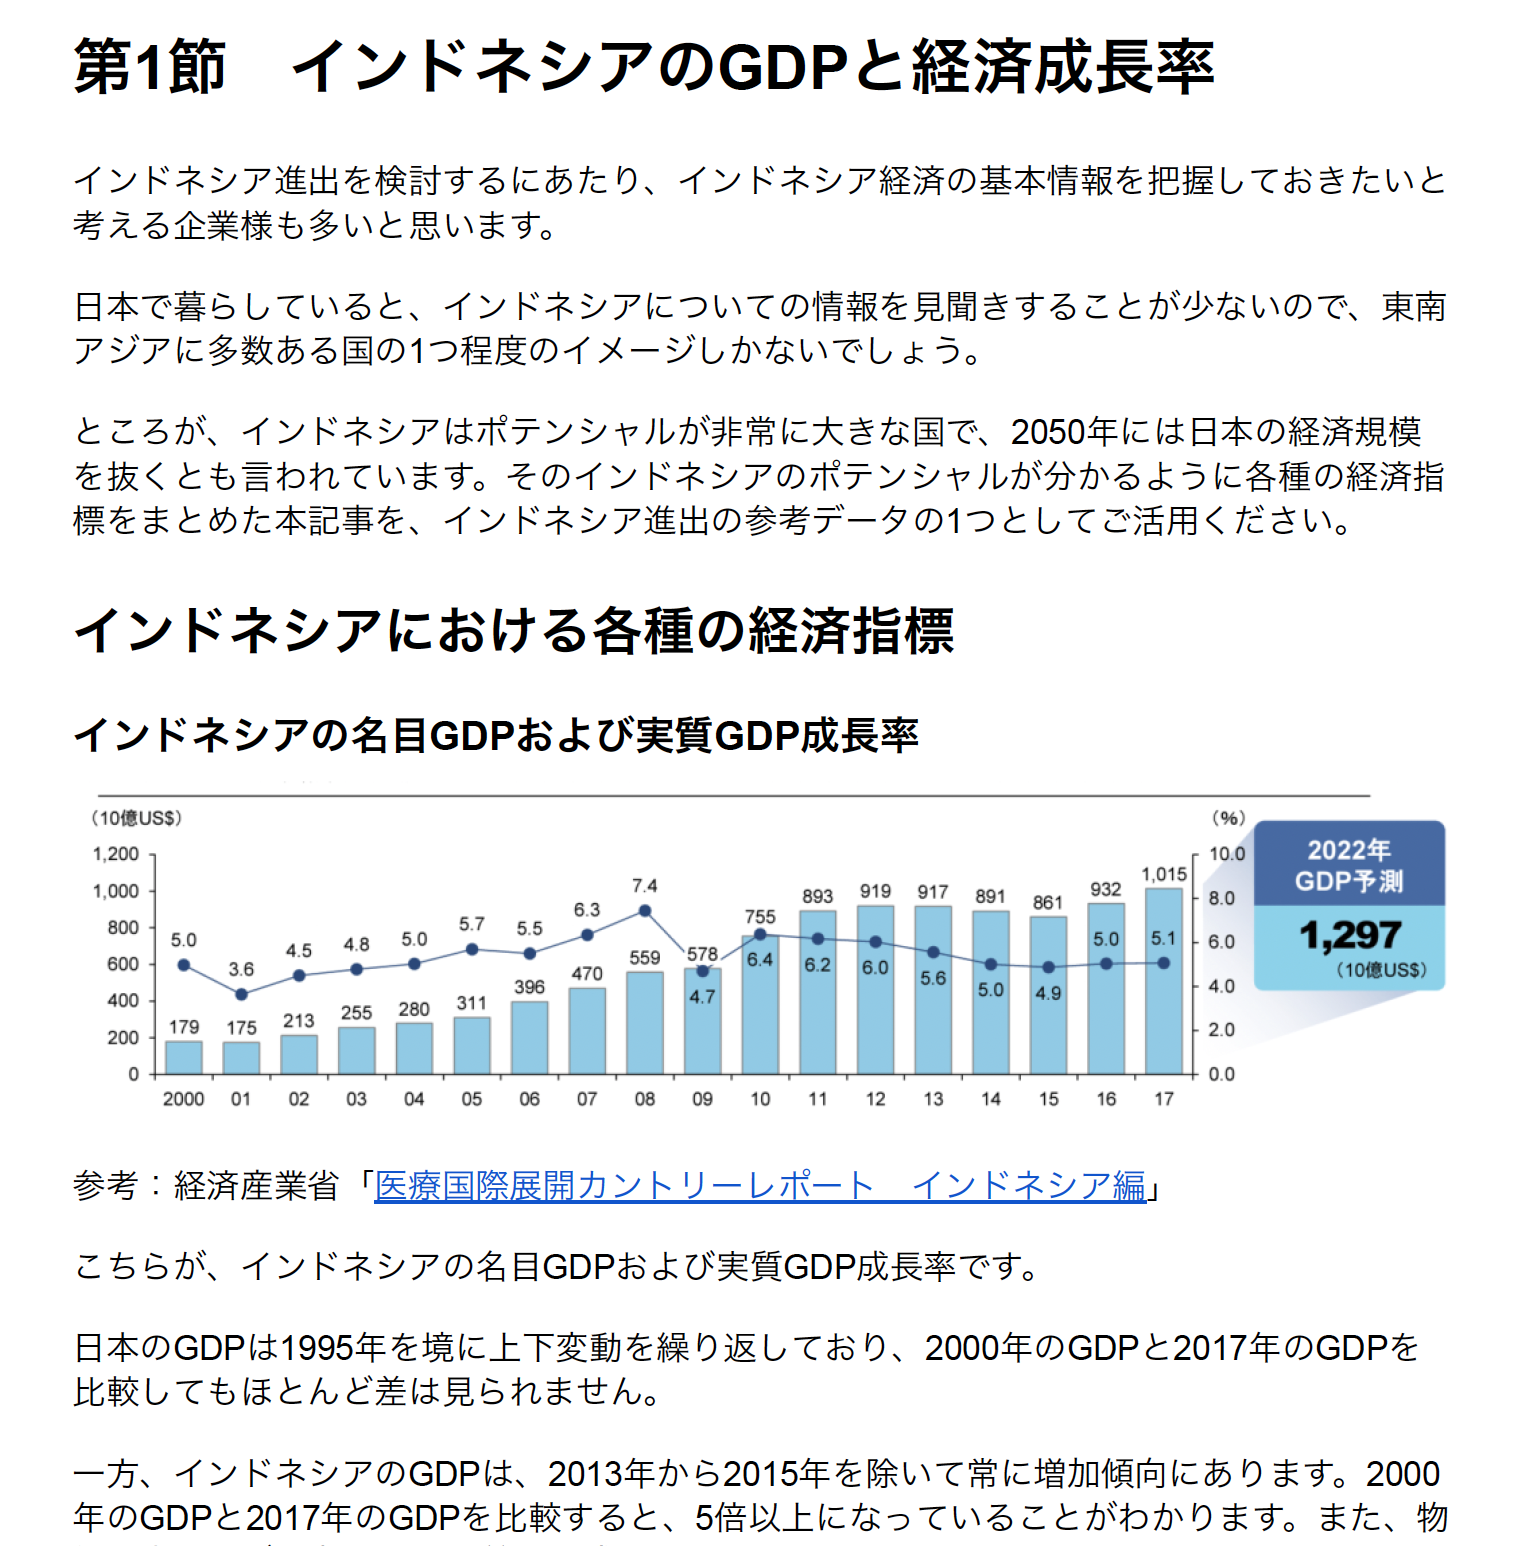 第1節　インドネシアのGDPと経済成長率
インドネシア進出を検討するにあたり、インドネシア経済の基本情報を把握しておきたいと
考える企業様も多いと思います。
日本で暮らしていると、インドネシアについての情報を見聞きすることが少ないので、東南
アジアに多数ある国の1つ程度のイメージしかないでしょう。
ところが、インドネシアはポテンシャルが非常に大きな国で、2050年には日本の経済規模
を抜くとも言われています。そのインドネシアのポテンシャルが分かるように各種の経済指
標をまとめた本記事を、インドネシア進出の参考データの1つとしてご活用ください。
インドネシアにおける各種の経済指標
インドネシアの名目GDPおよび実質GDP成長率
（10億US$） （%）
1,200 1,000 800 600 400 200 0
5.0 3.6 4.5 4.8 5.0 5.7 5.5 6.3 7.4 4.7 6.4 6.2 6.0 5.6 5.0 4.9 5.0 5.1
179 175 213 255 280 311 396 470 559 578 755 893 919 917 891 861 932 1,015
10.0 8.0 6.0 4.0 2.0 0.0
2000 01 02 03 04 05 06 07 08 09 10 11 12 13 14 15 16 17
2022年
GDP予測
1,297
（10億US$）
参考：経済産業省「医療国際展開カントリーレポート　インドネシア編」
こちらが、インドネシアの名目GDPおよび実質GDP成長率です。
日本のGDPは1995年を境に上下変動を繰り返しており、2000年のGDPと2017年のGDPを
比較してもほとんど差は見られません。
一方、インドネシアのGDPは、2013年から2015年を除いて常に増加傾向にあります。2000
年のGDPと2017年のGDPを比較すると、5倍以上になっていることがわかります。また、物